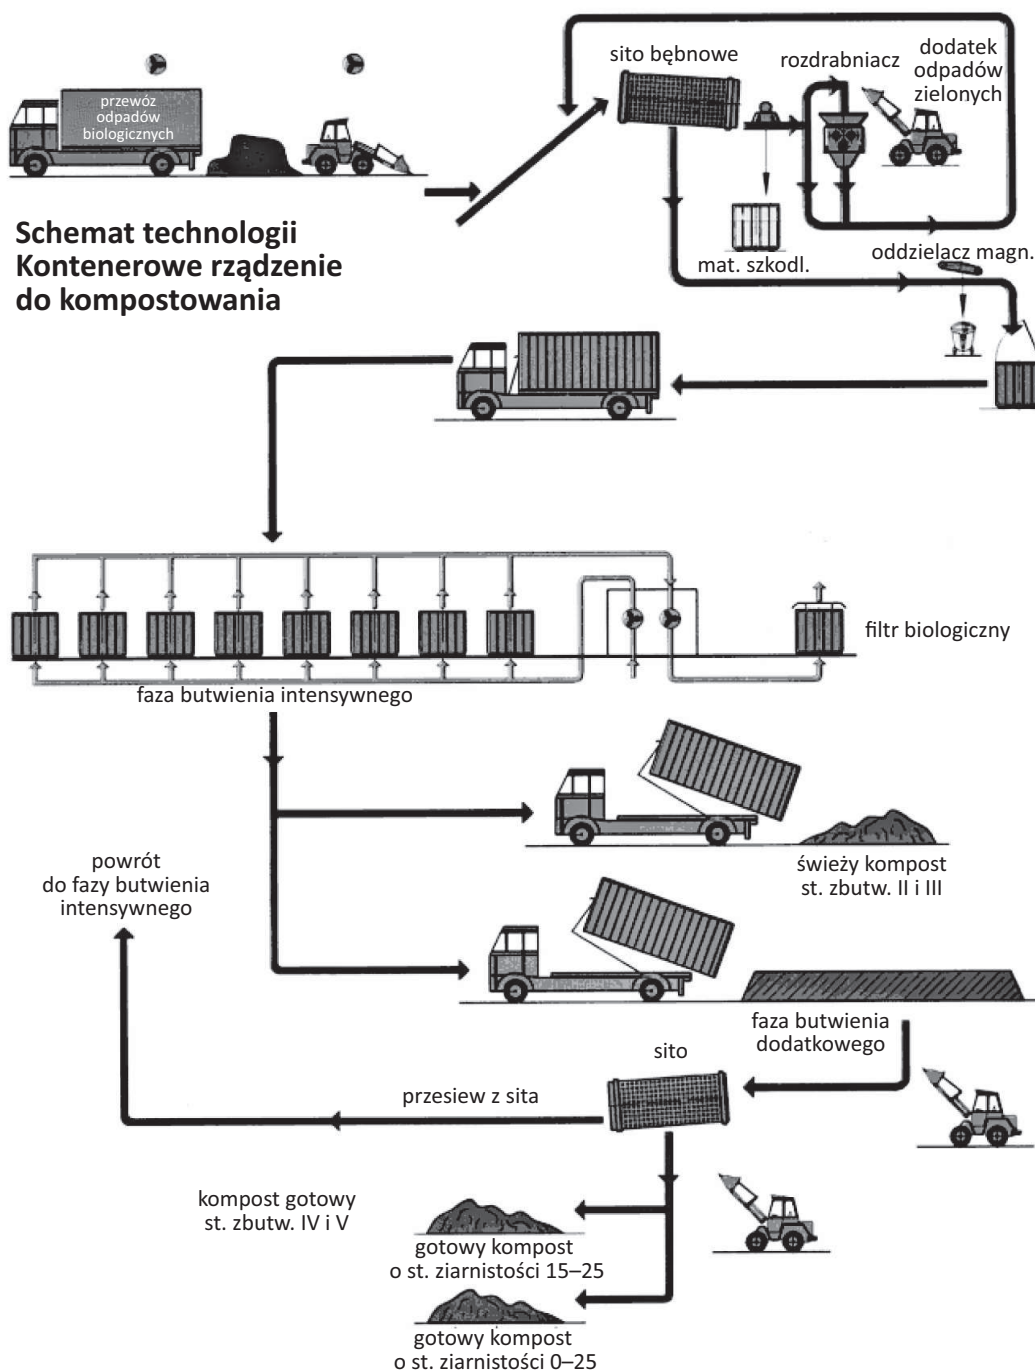 przewóz
odpadów
biologicznych
sito bębnowe
rozdrabniacz
dodatek
odpadów
zielonych
Schemat technologii
Kontenerowe rządzenie
do kompostowania
mat. szkodl.
oddzielacz magn.
filtr biologiczny
faza butwienia intensywnego
powrót
do fazy butwienia
intensywnego
świeży kompost
st. zbutw. II i III
faza butwienia
dodatkowego
sito
przesiew z sita
kompost gotowy
st. zbutw. IV i V
gotowy kompost
o st. ziarnistości 15–25
gotowy kompost
o st. ziarnistości 0–25